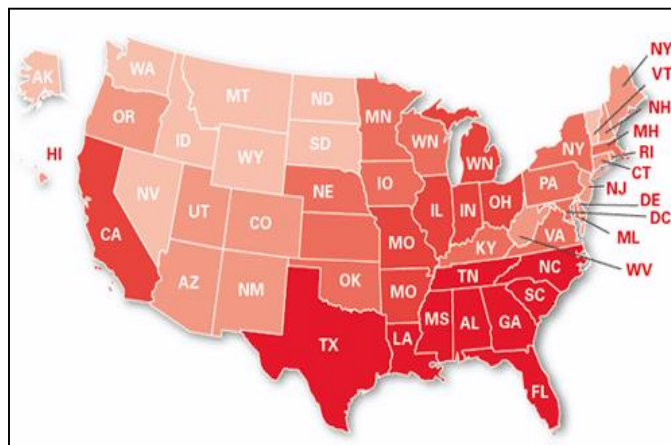 NY
VT
AK
WA
MT
ND
MN
NH
OR
MH
ID
SD
WN
WN
NY
RI
HI
WY
IO
PA
CT
NJ
NE
NV
UT
CO
IL
IN
OH
DE
DC
CA
MO
KY
VA
ML
WV
AZ
NM
OK
MO
TN
NC
SC
TX
LA
MS
AL
GA
FL